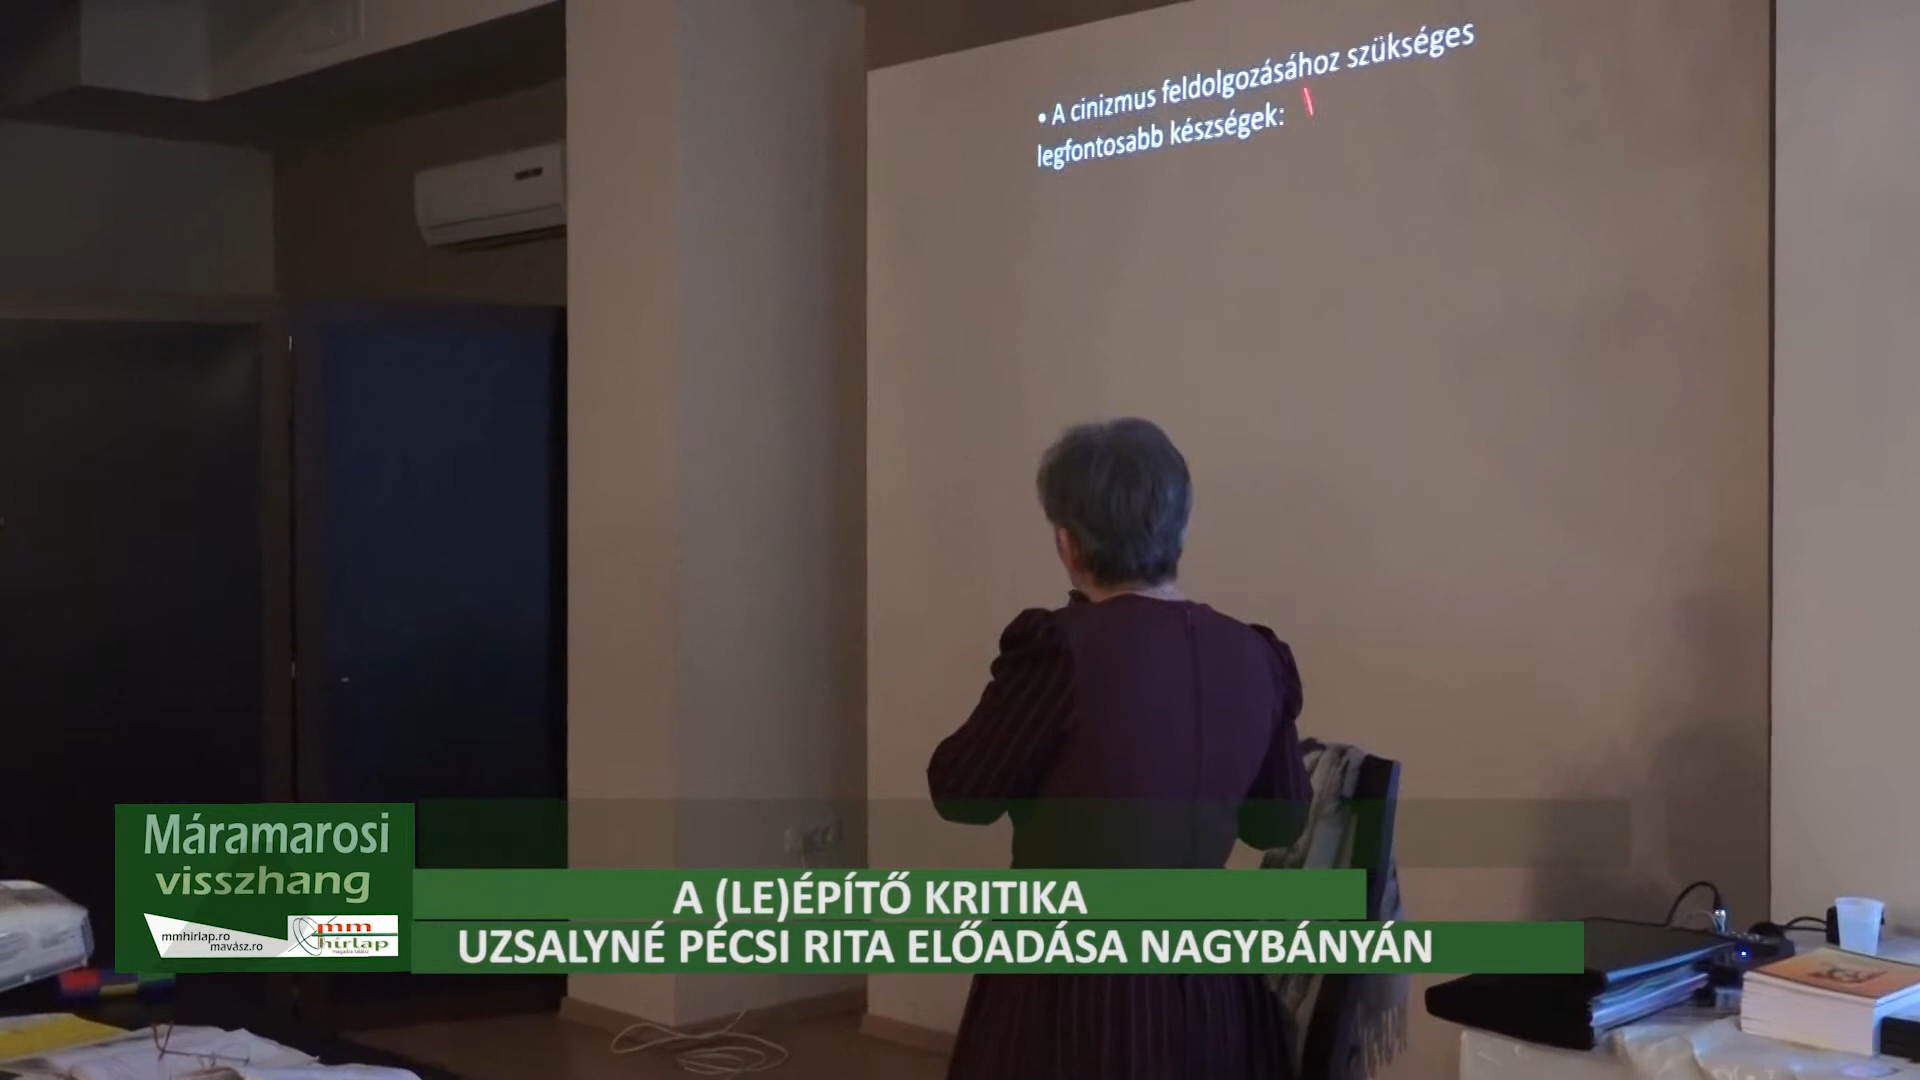 • A cinizmus feldolgozásához szükséges
legfontosabb készségek:
Máramarosi
visszhang
mmhirlap.ro
mavász.ro
mm
hírlap
A (LE)ÉPÍTŐ KRITIKA
UZSALYNÉ PÉCSI RITA ELŐADÁSA NAGYBÁNYÁN